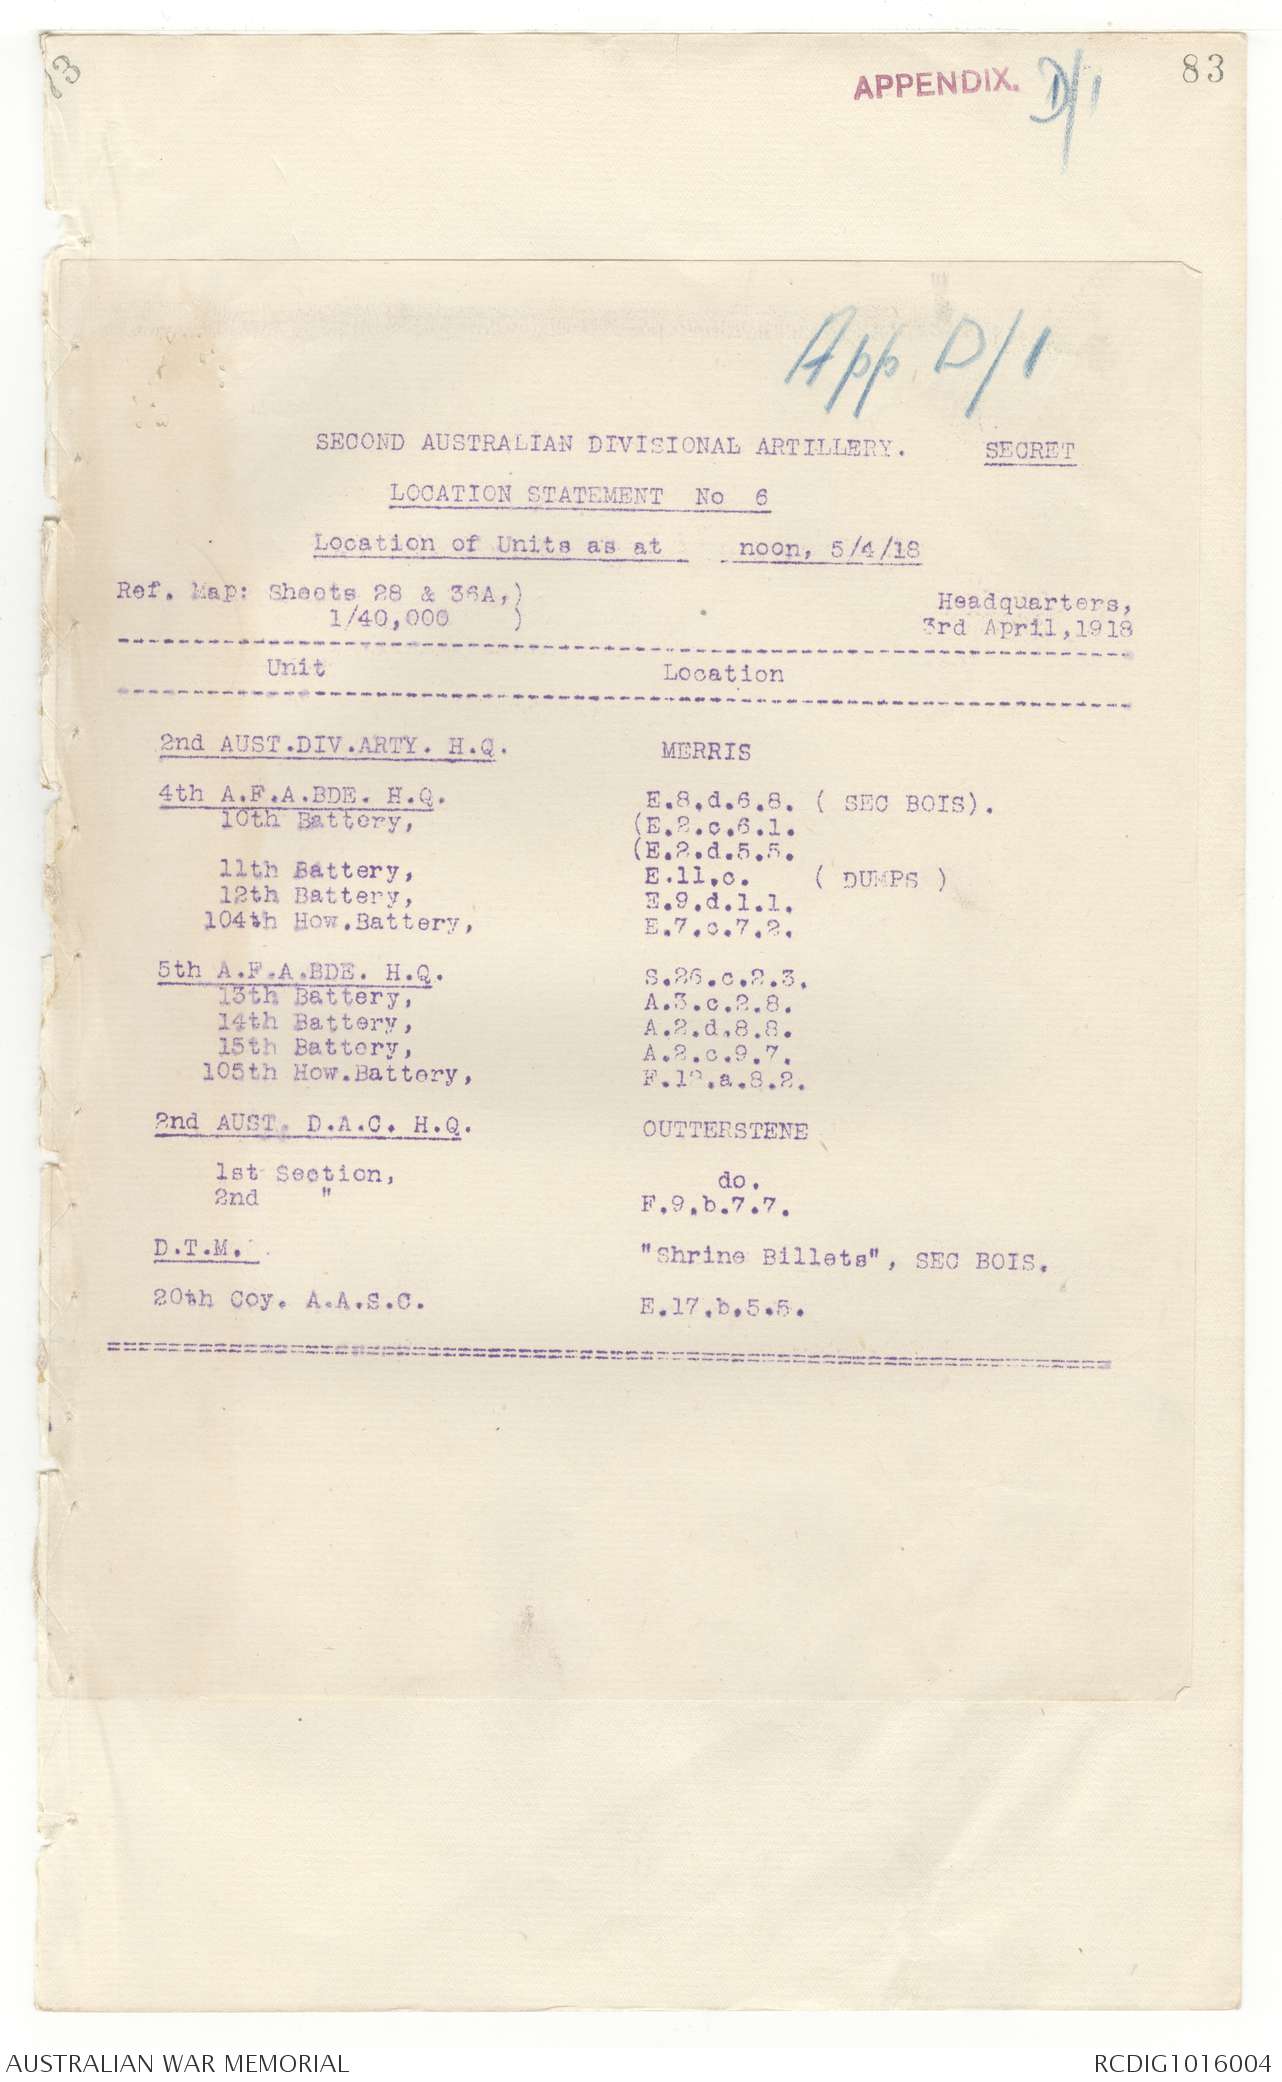 83
APPENDIX. D/1
App D/1
SECOND AUSTRALIAN DIVISIONAL ARTILLERY. SECRET
LOCATION STATEMENT No 6
Location of Units as at noon, 5/4/18
Ref. Map: Sheets 28 & 36A,)
1/40,000 )
Headquarters,
3rd April,1918
Unit Location
2nd AUST.DIV.ARTY. H.Q. MERRIS
4th A.F.A.BDE. H.Q. E.8.d.6.8. ( SEC BOIS).
10th Battery, (E.2.c.6.1.
(E.2.d.5.5.
11th Battery, E.11.c. ( DUMPS )
12th Battery, E.9.d.1.1.
104th How.Battery, E.7.c.7.2.
5th A.F.A.BDE. H.Q. S.26.c.2.3.
13th Battery, A.3.c.2.8.
14th Battery, A.2.d.8.8.
15th Battery, A.2.c.9.7.
105th How.Battery, F.12.a.8.2.
2nd AUST. D.A.C. H.Q. OUTTERSTENE
1st Section, do.
2nd " F.9.b.7.7.
D.T.M. "Shrine Billets", SEC BOIS.
20th Coy. A.A.S.C. E.17.b.5.5.
AUSTRALIAN WAR MEMORIAL RCDIG1016004